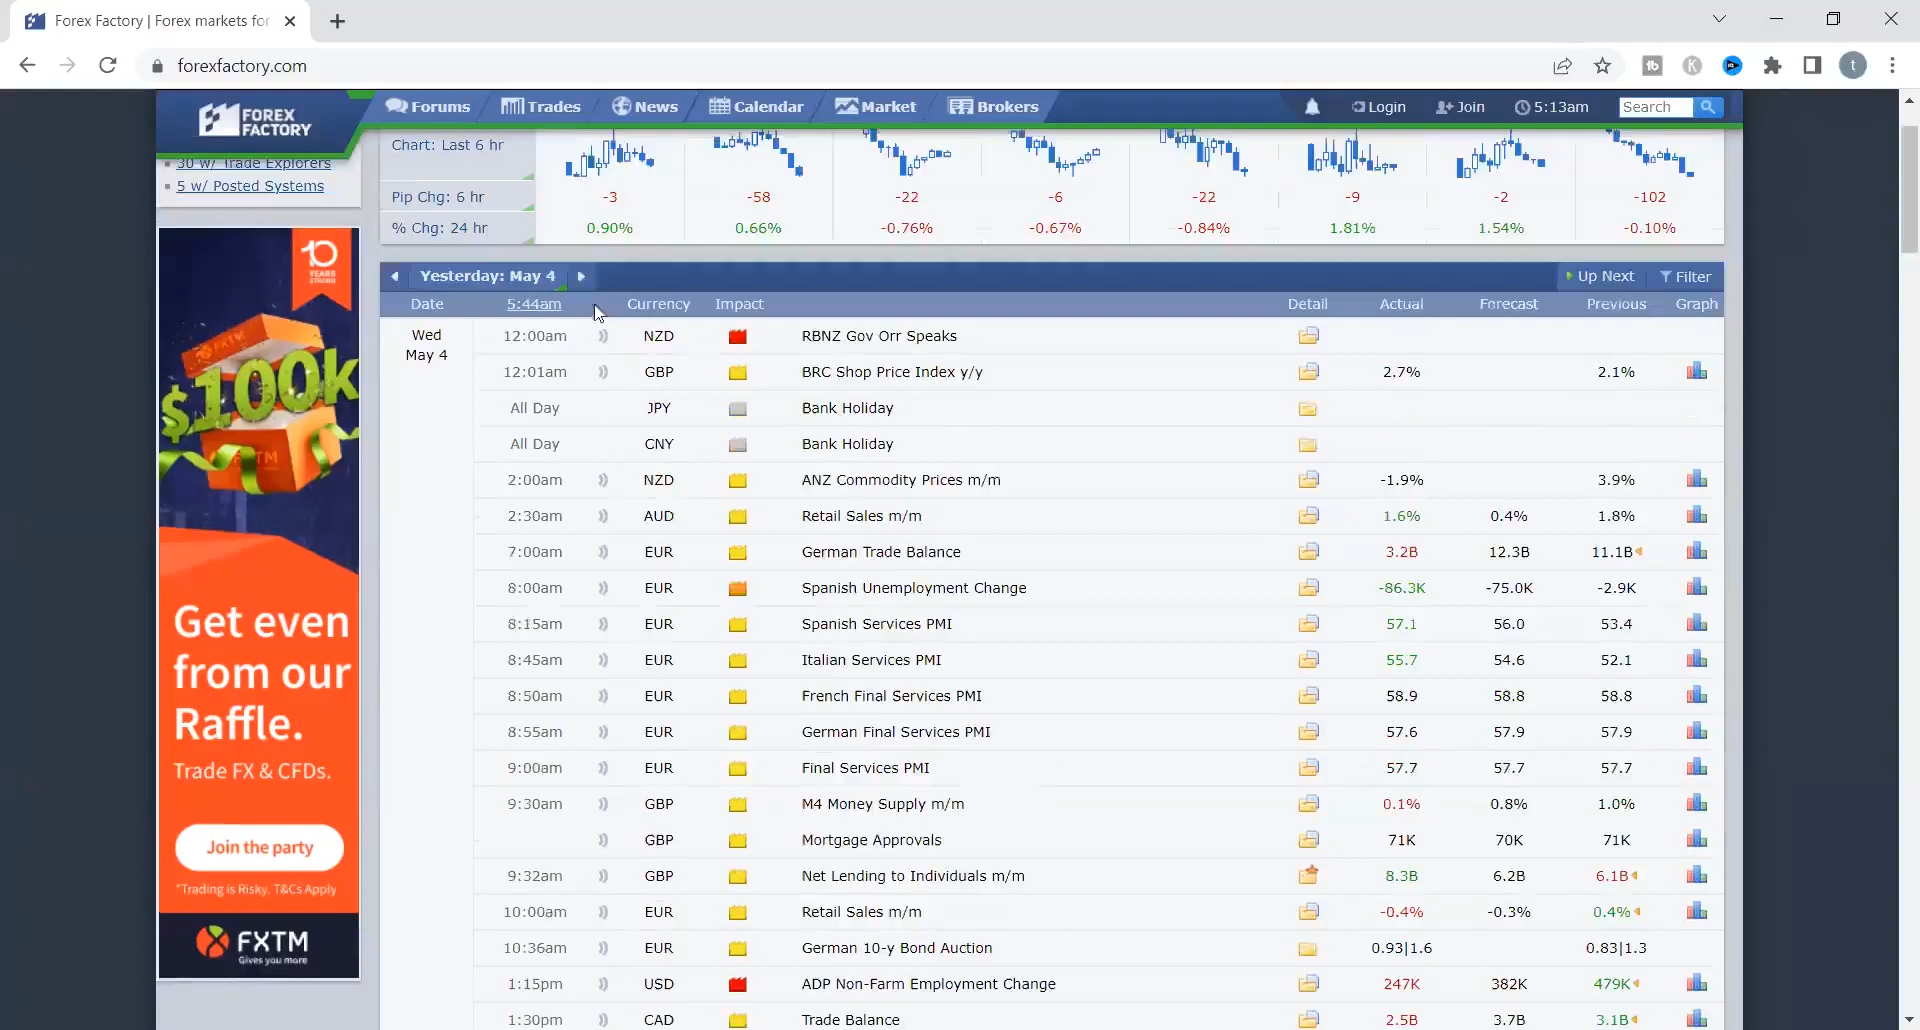 Forex Factory | Forex markets for
forexfactory.com
t
FOREX FACTORY
Forums Trades News Calendar Market Brokers Login Join 5:13am Search
30 w/ Trade Explorers
5 w/ Posted Systems
Chart: Last 6 hr
Pip Chg: 6 hr -3 -58 -22 -6 -22 -9 -2 -102
% Chg: 24 hr 0.90% 0.66% -0.76% -0.67% -0.84% 1.81% 1.54% -0.10%
Yesterday: May 4 Up Next Filter
Date 5:44am Currency Impact Detail Actual Forecast Previous Graph
Wed May 4 12:00am NZD RBNZ Gov Orr Speaks
12:01am GBP BRC Shop Price Index y/y 2.7% 2.1%
All Day JPY Bank Holiday
All Day CNY Bank Holiday
2:00am NZD ANZ Commodity Prices m/m -1.9% 3.9%
2:30am AUD Retail Sales m/m 1.6% 0.4% 1.8%
7:00am EUR German Trade Balance 3.2B 12.3B 11.1B
8:00am EUR Spanish Unemployment Change -86.3K -75.0K -2.9K
8:15am EUR Spanish Services PMI 57.1 56.0 53.4
8:45am EUR Italian Services PMI 55.7 54.6 52.1
8:50am EUR French Final Services PMI 58.9 58.8 58.8
8:55am EUR German Final Services PMI 57.6 57.9 57.9
9:00am EUR Final Services PMI 57.7 57.7 57.7
9:30am GBP M4 Money Supply m/m 0.1% 0.8% 1.0%
GBP Mortgage Approvals 71K 70K 71K
9:32am GBP Net Lending to Individuals m/m 8.3B 6.2B 6.1B
10:00am EUR Retail Sales m/m -0.4% -0.3% 0.4%
10:36am EUR German 10-y Bond Auction 0.93|1.6 0.83|1.3
1:15pm USD ADP Non-Farm Employment Change 247K 382K 479K
1:30pm CAD Trade Balance 2.5B 3.7B 3.1B
10
YEARS
STRONG
FXTM
$100k
FXTM
Get even
from our
Raffle.
Trade FX & CFDs.
Join the party
*Trading is Risky. T&Cs Apply
FXTM
Gives you more